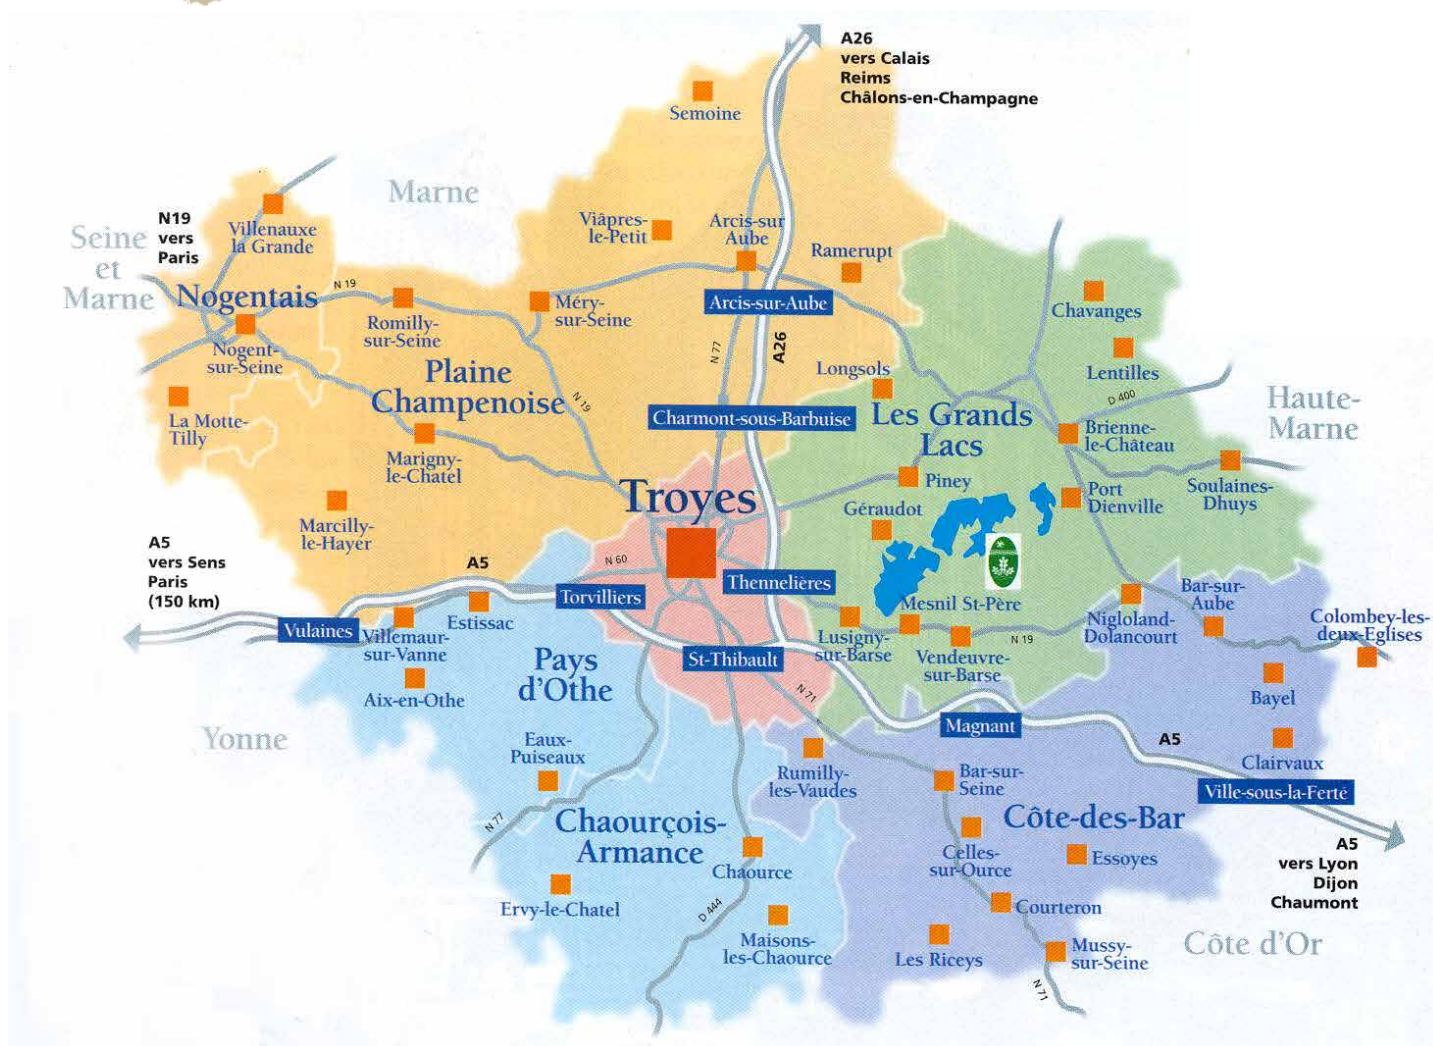 A26
vers Calais
Reims
Châlons-en-Champagne
Semoine
Marne
N19
vers
Paris
Seine
et
Marne
Villenauxe
la Grande
Viâpres-
le-Petit
Arcis-sur
Aube
Ramerupt
Nogentais
N 19
Romilly-
sur-Seine
Méry-
sur-Seine
Arcis-sur-Aube
Chavanges
Nogent-
sur-Seine
N 77
A26
Longsols
Lentilles
Plaine
Champenoise
N 19
La Motte-
Tilly
Charmont-sous-Barbuise
Les Grands
Lacs
D 400
Haute-
Marne
Brienne-
le-Château
Marigny-
le-Chatel
Piney
Port
Dienville
Soulaines-
Dhuys
Troyes
Géraudot
Marcilly-
le-Hayer
A5
vers Sens
Paris
(150 km)
A5
N 60
Thennelières
Torvilliers
Mesnil St-Père
Bar-sur-
Aube
Nigloland-
Dolancourt
Colombey-les-
deux-Eglises
Estissac
Vulaines
Villemaur-
sur-Vanne
Lusigny-
sur-Barse
N 19
Vendeuvre-
sur-Barse
St-Thibault
Pays
d'Othe
Aix-en-Othe
N 71
Bayel
Magnant
Yonne
A5
Eaux-
Puiseaux
Clairvaux
Rumilly-
les-Vaudes
Bar-sur-
Seine
Ville-sous-la-Ferté
N 77
Chaourçois-
Armance
Côte-des-Bar
Celles-
sur-Ource
Essoyes
A5
vers Lyon
Dijon
Chaumont
Chaource
Ervy-le-Chatel
D 444
Courteron
Maisons-
les-Chaource
Les Riceys
Mussy-
sur-Seine
Côte d'Or
N 71